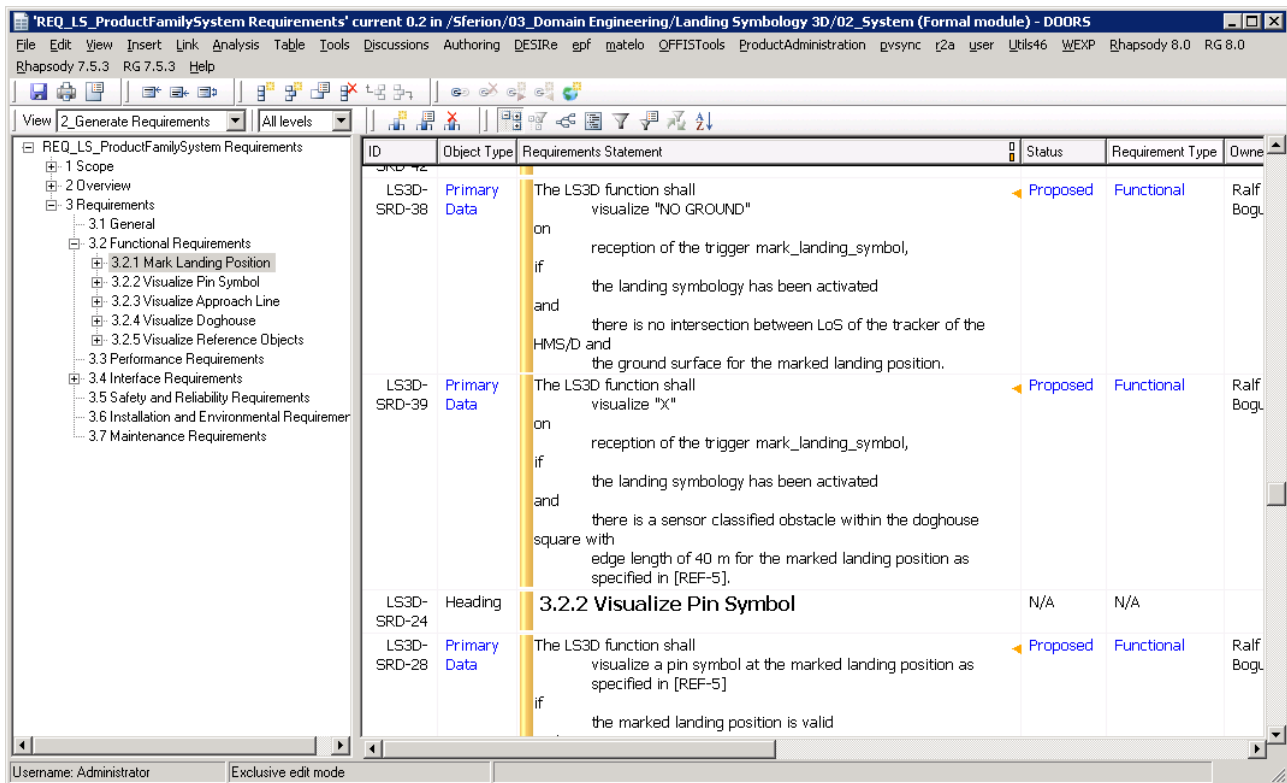 'REQ_LS_ProductFamilySystem Requirements' current 0.2 in /Sferion/03_Domain Engineering/Landing Symbology 3D/02_System (Formal module) - DOORS
File Edit View Insert Link Analysis Table Tools Discussions Authoring DESIRe epf matelo OFFISTools ProductAdministration pvsync r2a user Utils46 WEXP Rhapsody 8.0 RG 8.0
Rhapsody 7.5.3 RG 7.5.3 Help
View 2_Generate Requirements All levels
REQ_LS_ProductFamilySystem Requirements
1 Scope
2 Overview
3 Requirements
3.1 General
3.2 Functional Requirements
3.2.1 Mark Landing Position
3.2.2 Visualize Pin Symbol
3.2.3 Visualize Approach Line
3.2.4 Visualize Doghouse
3.2.5 Visualize Reference Objects
3.3 Performance Requirements
3.4 Interface Requirements
3.5 Safety and Reliability Requirements
3.6 Installation and Environmental Requiremen
3.7 Maintenance Requirements
ID Object Type Requirements Statement Status Requirement Type Owne
SRD-42
LS3D- Primary The LS3D function shall Proposed Functional Ralf
SRD-38 Data visualize "NO GROUND" Bogu
on
reception of the trigger mark_landing_symbol,
if
the landing symbology has been activated
and
there is no intersection between LoS of the tracker of the
HMS/D and
the ground surface for the marked landing position.
LS3D- Primary The LS3D function shall Proposed Functional Ralf
SRD-39 Data visualize "X" Bogu
on
reception of the trigger mark_landing_symbol,
if
the landing symbology has been activated
and
there is a sensor classified obstacle within the doghouse
square with
edge length of 40 m for the marked landing position as
specified in [REF-5].
LS3D- Heading 3.2.2 Visualize Pin Symbol N/A N/A
SRD-24
LS3D- Primary The LS3D function shall Proposed Functional Ralf
SRD-28 Data visualize a pin symbol at the marked landing position as Bogu
specified in [REF-5]
if
the marked landing position is valid
Username: Administrator Exclusive edit mode